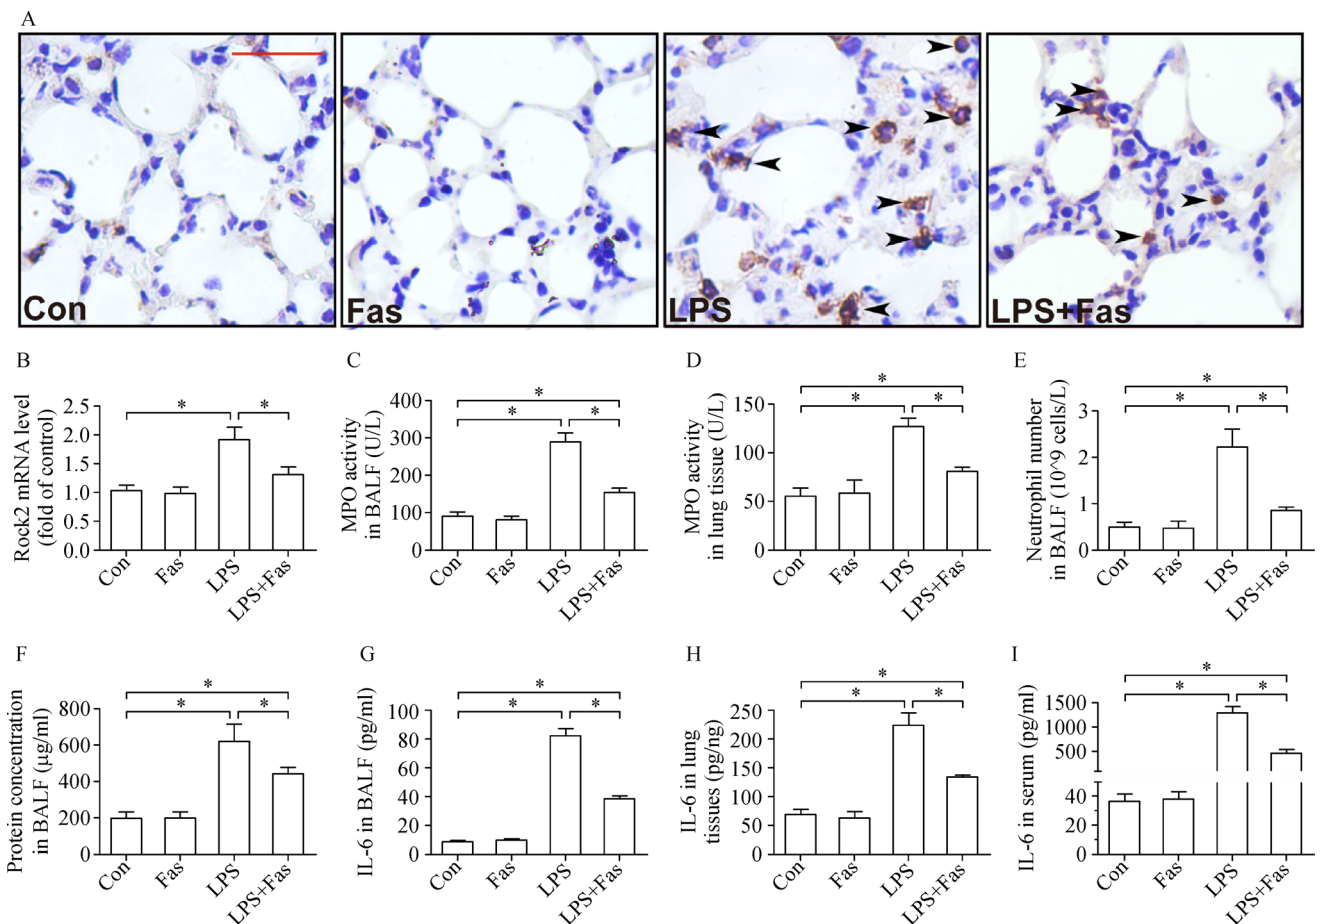 A
Con
Fas
LPS
LPS+Fas
B
Rock2 mRNA level
(fold of control)
2.5
2.0
1.5
1.0
0.5
0.0
*
*
Con
Fas
LPS
LPS+Fas
C
MPO activity
in BALF (U/L)
400
300
200
100
0
*
*
*
Con
Fas
LPS
LPS+Fas
D
MPO activity
in lung tissue (U/L)
150
100
50
0
*
*
*
Con
Fas
LPS
LPS+Fas
E
Neutrophil number
in BALF (10^9 cells/L)
3
2
1
0
*
*
*
Con
Fas
LPS
LPS+Fas
F
Protein concentration
in BALF (μg/ml)
800
600
400
200
0
*
*
*
Con
Fas
LPS
LPS+Fas
G
IL-6 in BALF (pg/ml)
100
80
60
40
20
0
*
*
*
Con
Fas
LPS
LPS+Fas
H
IL-6 in lung
tissues (pg/ng)
250
200
150
100
50
0
*
*
*
Con
Fas
LPS
LPS+Fas
I
IL-6 in serum (pg/ml)
1500
1000
500
40
20
0
*
*
*
Con
Fas
LPS
LPS+Fas